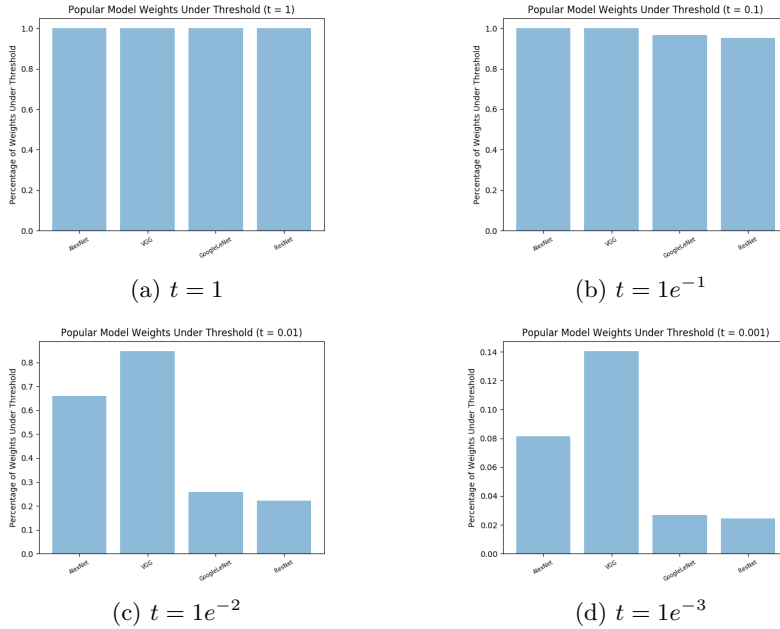 Popular Model Weights Under Threshold (t = 1)
Percentage of Weights Under Threshold
1.0
0.8
0.6
0.4
0.2
0.0
AlexNet
VGG
GoogleLeNet
ResNet
(a) t = 1
Popular Model Weights Under Threshold (t = 0.1)
Percentage of Weights Under Threshold
1.0
0.8
0.6
0.4
0.2
0.0
AlexNet
VGG
GoogleLeNet
ResNet
(b) t = 1e⁻¹
Popular Model Weights Under Threshold (t = 0.01)
Percentage of Weights Under Threshold
0.8
0.7
0.6
0.5
0.4
0.3
0.2
0.1
0.0
AlexNet
VGG
GoogleLeNet
ResNet
(c) t = 1e⁻²
Popular Model Weights Under Threshold (t = 0.001)
Percentage of Weights Under Threshold
0.14
0.12
0.10
0.08
0.06
0.04
0.02
0.00
AlexNet
VGG
GoogleLeNet
ResNet
(d) t = 1e⁻³